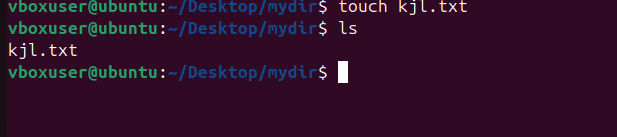 vboxuser@ubuntu:~/Desktop/mydir$ touch kjl.txt
vboxuser@ubuntu:~/Desktop/mydir$ ls
kjl.txt
vboxuser@ubuntu:~/Desktop/mydir$